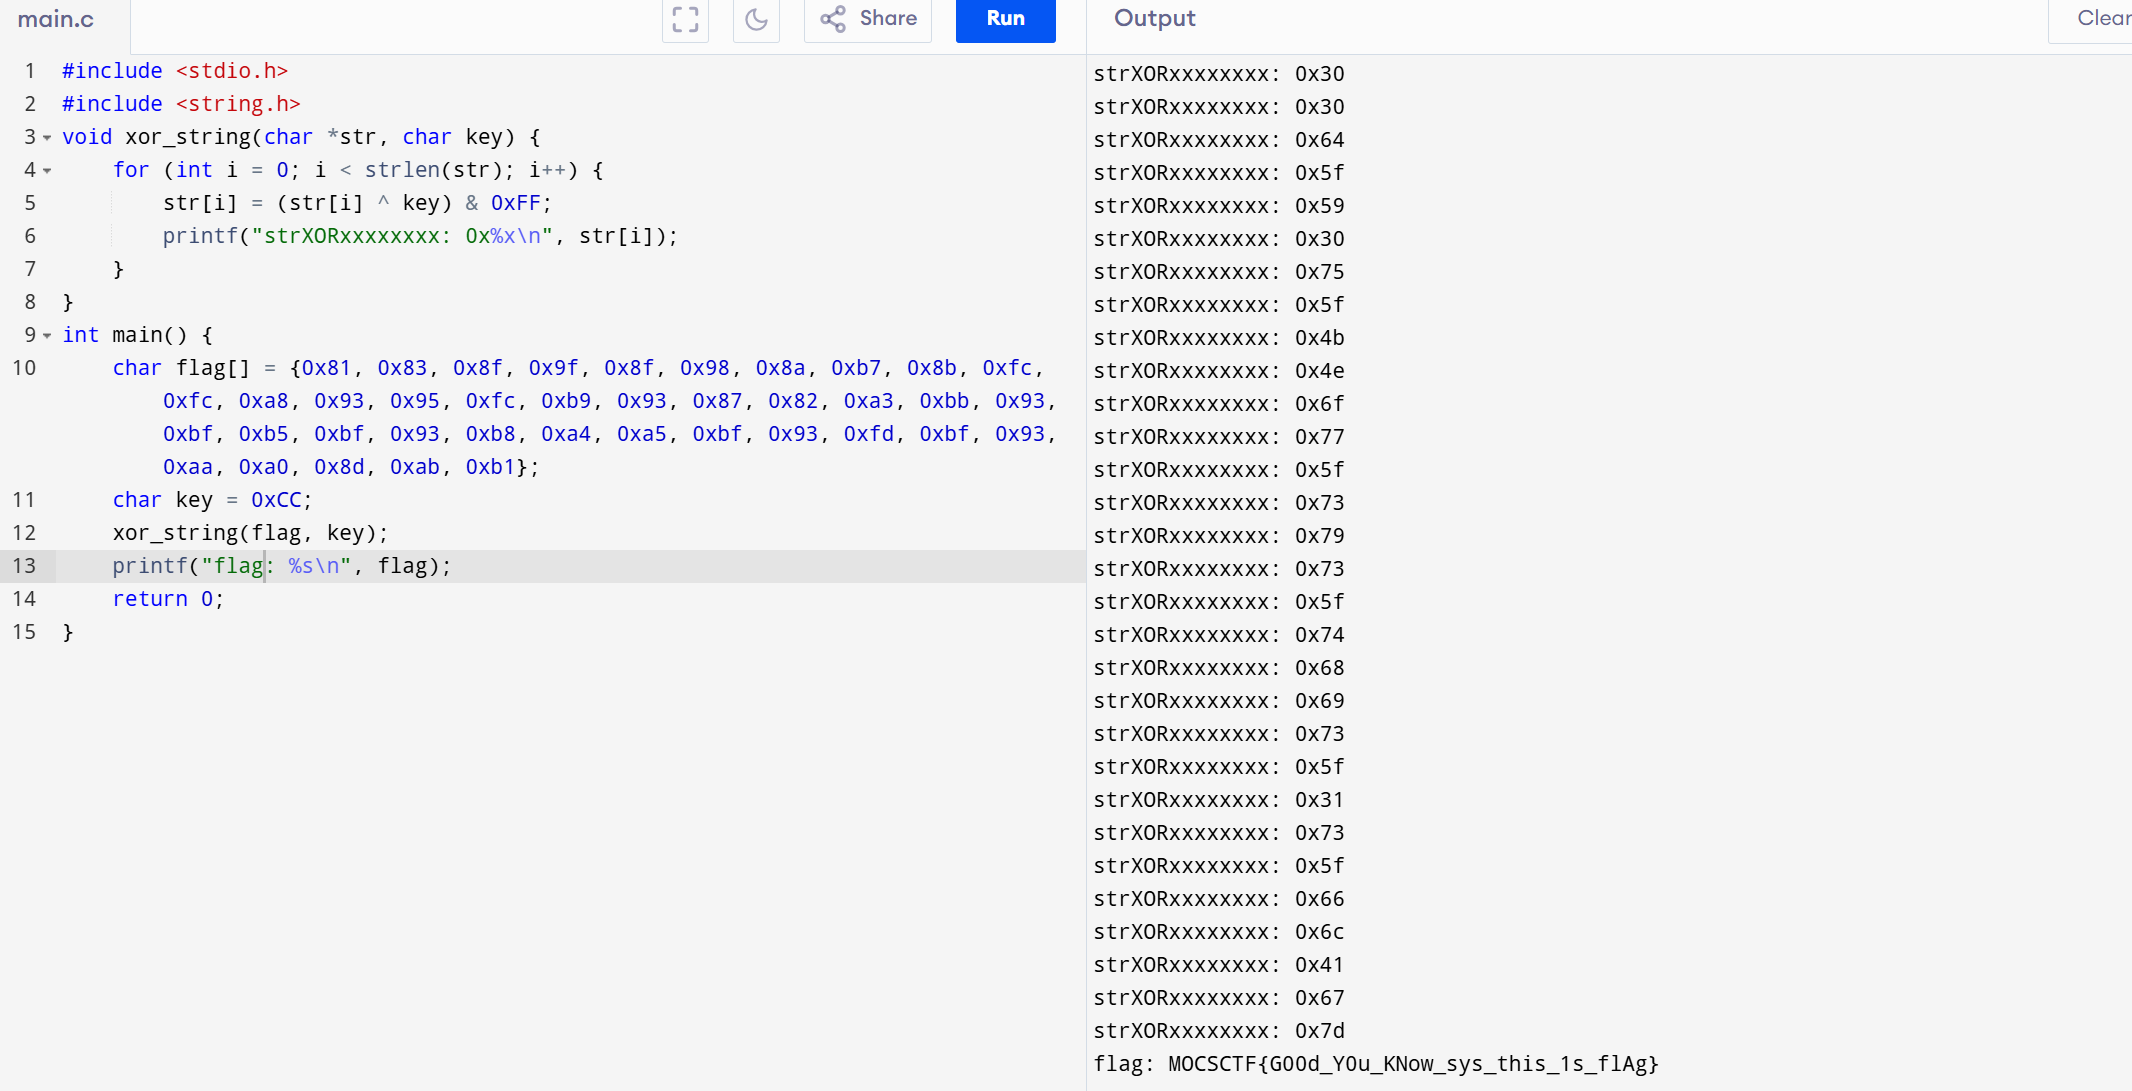 main.c
Share
Run
Output
Clear
1 #include <stdio.h>
2 #include <string.h>
3 void xor_string(char *str, char key) {
4     for (int i = 0; i < strlen(str); i++) {
5         str[i] = (str[i] ^ key) & 0xFF;
6         printf("strXORxxxxxxxx: 0x%x\n", str[i]);
7     }
8 }
9 int main() {
10     char flag[] = {0x81, 0x83, 0x8f, 0x9f, 0x8f, 0x98, 0x8a, 0xb7, 0x8b, 0xfc,
        0xfc, 0xa8, 0x93, 0x95, 0xfc, 0xb9, 0x93, 0x87, 0x82, 0xa3, 0xbb, 0x93,
        0xbf, 0xb5, 0xbf, 0x93, 0xb8, 0xa4, 0xa5, 0xbf, 0x93, 0xfd, 0xbf, 0x93,
        0xaa, 0xa0, 0x8d, 0xab, 0xb1};
11     char key = 0xCC;
12     xor_string(flag, key);
13     printf("flag: %s\n", flag);
14     return 0;
15 }
strXORxxxxxxxx: 0x30
strXORxxxxxxxx: 0x30
strXORxxxxxxxx: 0x64
strXORxxxxxxxx: 0x5f
strXORxxxxxxxx: 0x59
strXORxxxxxxxx: 0x30
strXORxxxxxxxx: 0x75
strXORxxxxxxxx: 0x5f
strXORxxxxxxxx: 0x4b
strXORxxxxxxxx: 0x4e
strXORxxxxxxxx: 0x6f
strXORxxxxxxxx: 0x77
strXORxxxxxxxx: 0x5f
strXORxxxxxxxx: 0x73
strXORxxxxxxxx: 0x79
strXORxxxxxxxx: 0x73
strXORxxxxxxxx: 0x5f
strXORxxxxxxxx: 0x74
strXORxxxxxxxx: 0x68
strXORxxxxxxxx: 0x69
strXORxxxxxxxx: 0x73
strXORxxxxxxxx: 0x5f
strXORxxxxxxxx: 0x31
strXORxxxxxxxx: 0x73
strXORxxxxxxxx: 0x5f
strXORxxxxxxxx: 0x66
strXORxxxxxxxx: 0x6c
strXORxxxxxxxx: 0x41
strXORxxxxxxxx: 0x67
strXORxxxxxxxx: 0x7d
flag: MOCSCTF{G00d_Y0u_KNow_sys_this_1s_flAg}